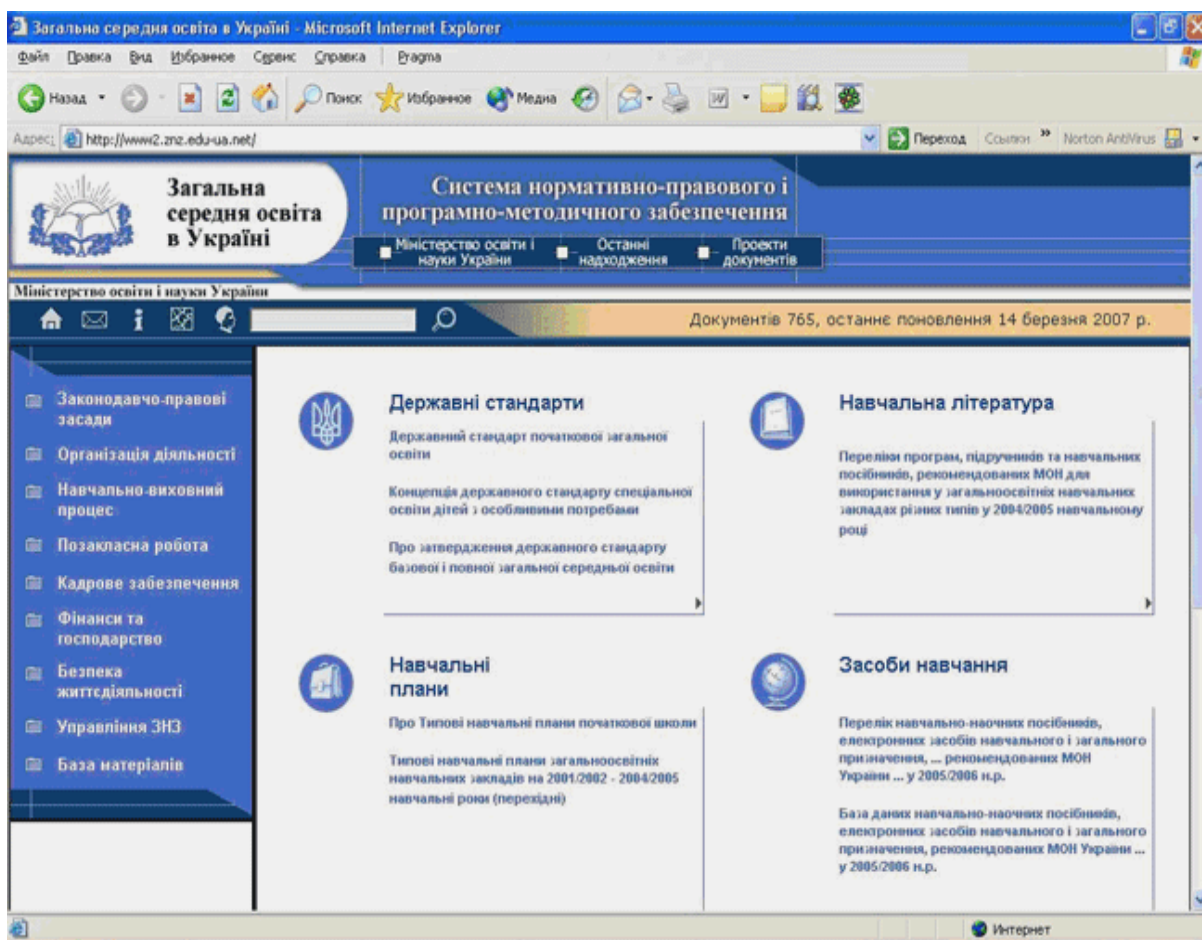 Загальна середня освіта в Україні - Microsoft Internet Explorer
Файл Правка Вид Избранное Сервис Справка Pragma
Назад Поиск Избранное Медиа
Адрес: http://www2.znz.edu-ua.net/ Переход Ссылки » Norton AntiVirus
Загальна
середня освіта
в Україні
Система нормативно-правового і
програмно-методичного забезпечення
Міністерство освіти і
науки України
Останні
надходження
Проекти
документів
Міністерство освіти і науки України
Документів 765, останнє поновлення 14 березня 2007 р.
Законодавчо-правові
засади
Організація діяльності
Навчально-виховний
процес
Позакласна робота
Кадрове забезпечення
Фінанси та
господарство
Безпека
життєдіяльності
Управління ЗНЗ
База матеріалів
Державні стандарти
Державний стандарт початкової загальної
освіти
Концепція державного стандарту спеціальної
освіти дітей з особливими потребами
Про затвердження державного стандарту
базової і повної загальної середньої освіти
Навчальна література
Переліки програм, підручників та навчальних
посібників, рекомендованих МОН для
використання у загальноосвітніх навчальних
закладах різних типів у 2004/2005 навчальному
році
Навчальні
плани
Про Типові навчальні плани початкової школи
Типові навчальні плани загальноосвітніх
навчальних закладів на 2001/2002 - 2004/2005
навчальні роки (перехідні)
Засоби навчання
Перелік навчально-наочних посібників,
електронних засобів навчального і загального
призначення, ... рекомендованих МОН
України ... у 2005/2006 н.р.
База даних навчально-наочних посібників,
електронних засобів навчального і загального
призначення, рекомендованих МОН України ...
у 2005/2006 н.р.
Интернет